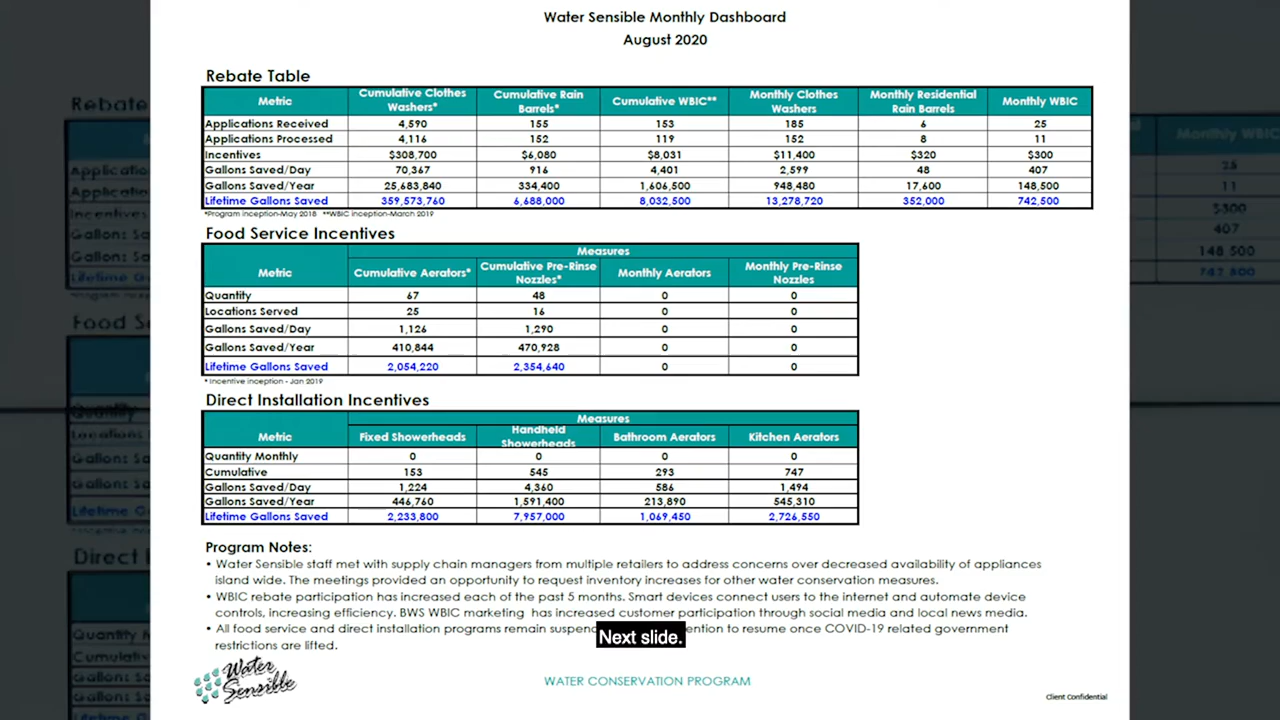 Water Sensible Monthly Dashboard
August 2020
Rebate Table
Metric Cumulative Clothes Washers* Cumulative Rain Barrels* Cumulative WBIC** Monthly Clothes Washers Monthly Residential Rain Barrels Monthly WBIC
Applications Received 4,590 155 153 185 6 25
Applications Processed 4,116 152 119 152 8 11
Incentives $308,700 $6,080 $8,031 $11,400 $320 $300
Gallons Saved/Day 70,367 916 4,401 2,599 48 407
Gallons Saved/Year 25,683,840 334,400 1,606,500 948,480 17,600 148,500
Lifetime Gallons Saved 359,573,760 6,688,000 8,032,500 13,278,720 352,000 742,500
*Program Inception-May 2018 **WBIC inception-March 2019
Food Service Incentives
Measures
Metric Cumulative Aerators* Cumulative Pre-Rinse Nozzles* Monthly Aerators Monthly Pre-Rinse Nozzles
Quantity 67 48 0 0
Locations Served 25 16 0 0
Gallons Saved/Day 1,126 1,290 0 0
Gallons Saved/Year 410,844 470,928 0 0
Lifetime Gallons Saved 2,054,220 2,354,640 0 0
* Incentive inception - Jan 2019
Direct Installation Incentives
Measures
Metric Fixed Showerheads Handheld Showerheads Bathroom Aerators Kitchen Aerators
Quantity Monthly 0 0 0 0
Cumulative 153 545 293 747
Gallons Saved/Day 1,224 4,360 586 1,494
Gallons Saved/Year 446,760 1,591,400 213,890 545,310
Lifetime Gallons Saved 2,233,800 7,957,000 1,069,450 2,726,550
Program Notes:
• Water Sensible staff met with supply chain managers from multiple retailers to address concerns over decreased availability of appliances
island wide. The meetings provided an opportunity to request inventory increases for other water conservation measures.
• WBIC rebate participation has increased each of the past 5 months. Smart devices connect users to the internet and automate device
controls, increasing efficiency. BWS WBIC marketing has increased customer participation through social media and local news media.
• All food service and direct installation programs remain to resume once COVID-19 related government
restrictions are lifted.
Next slide.
Water Sensible
WATER CONSERVATION PROGRAM
Client Confidential